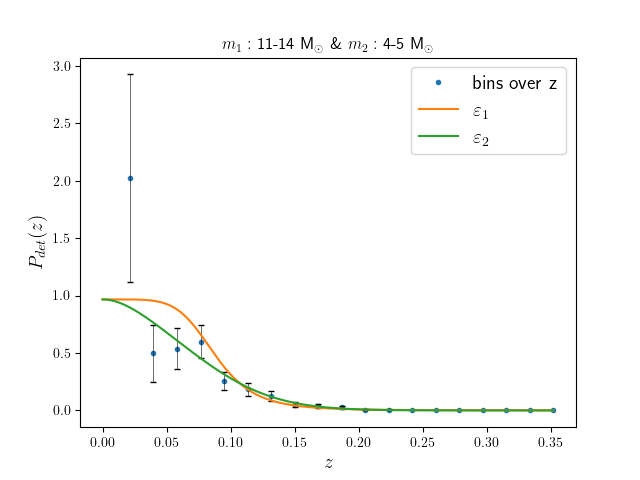 m₁ : 11-14 M⊙ & m₂ : 4-5 M⊙
bins over z
ε₁
ε₂
P_det(z)
3.0
2.5
2.0
1.5
1.0
0.5
0.0
0.00 0.05 0.10 0.15 0.20 0.25 0.30 0.35
z